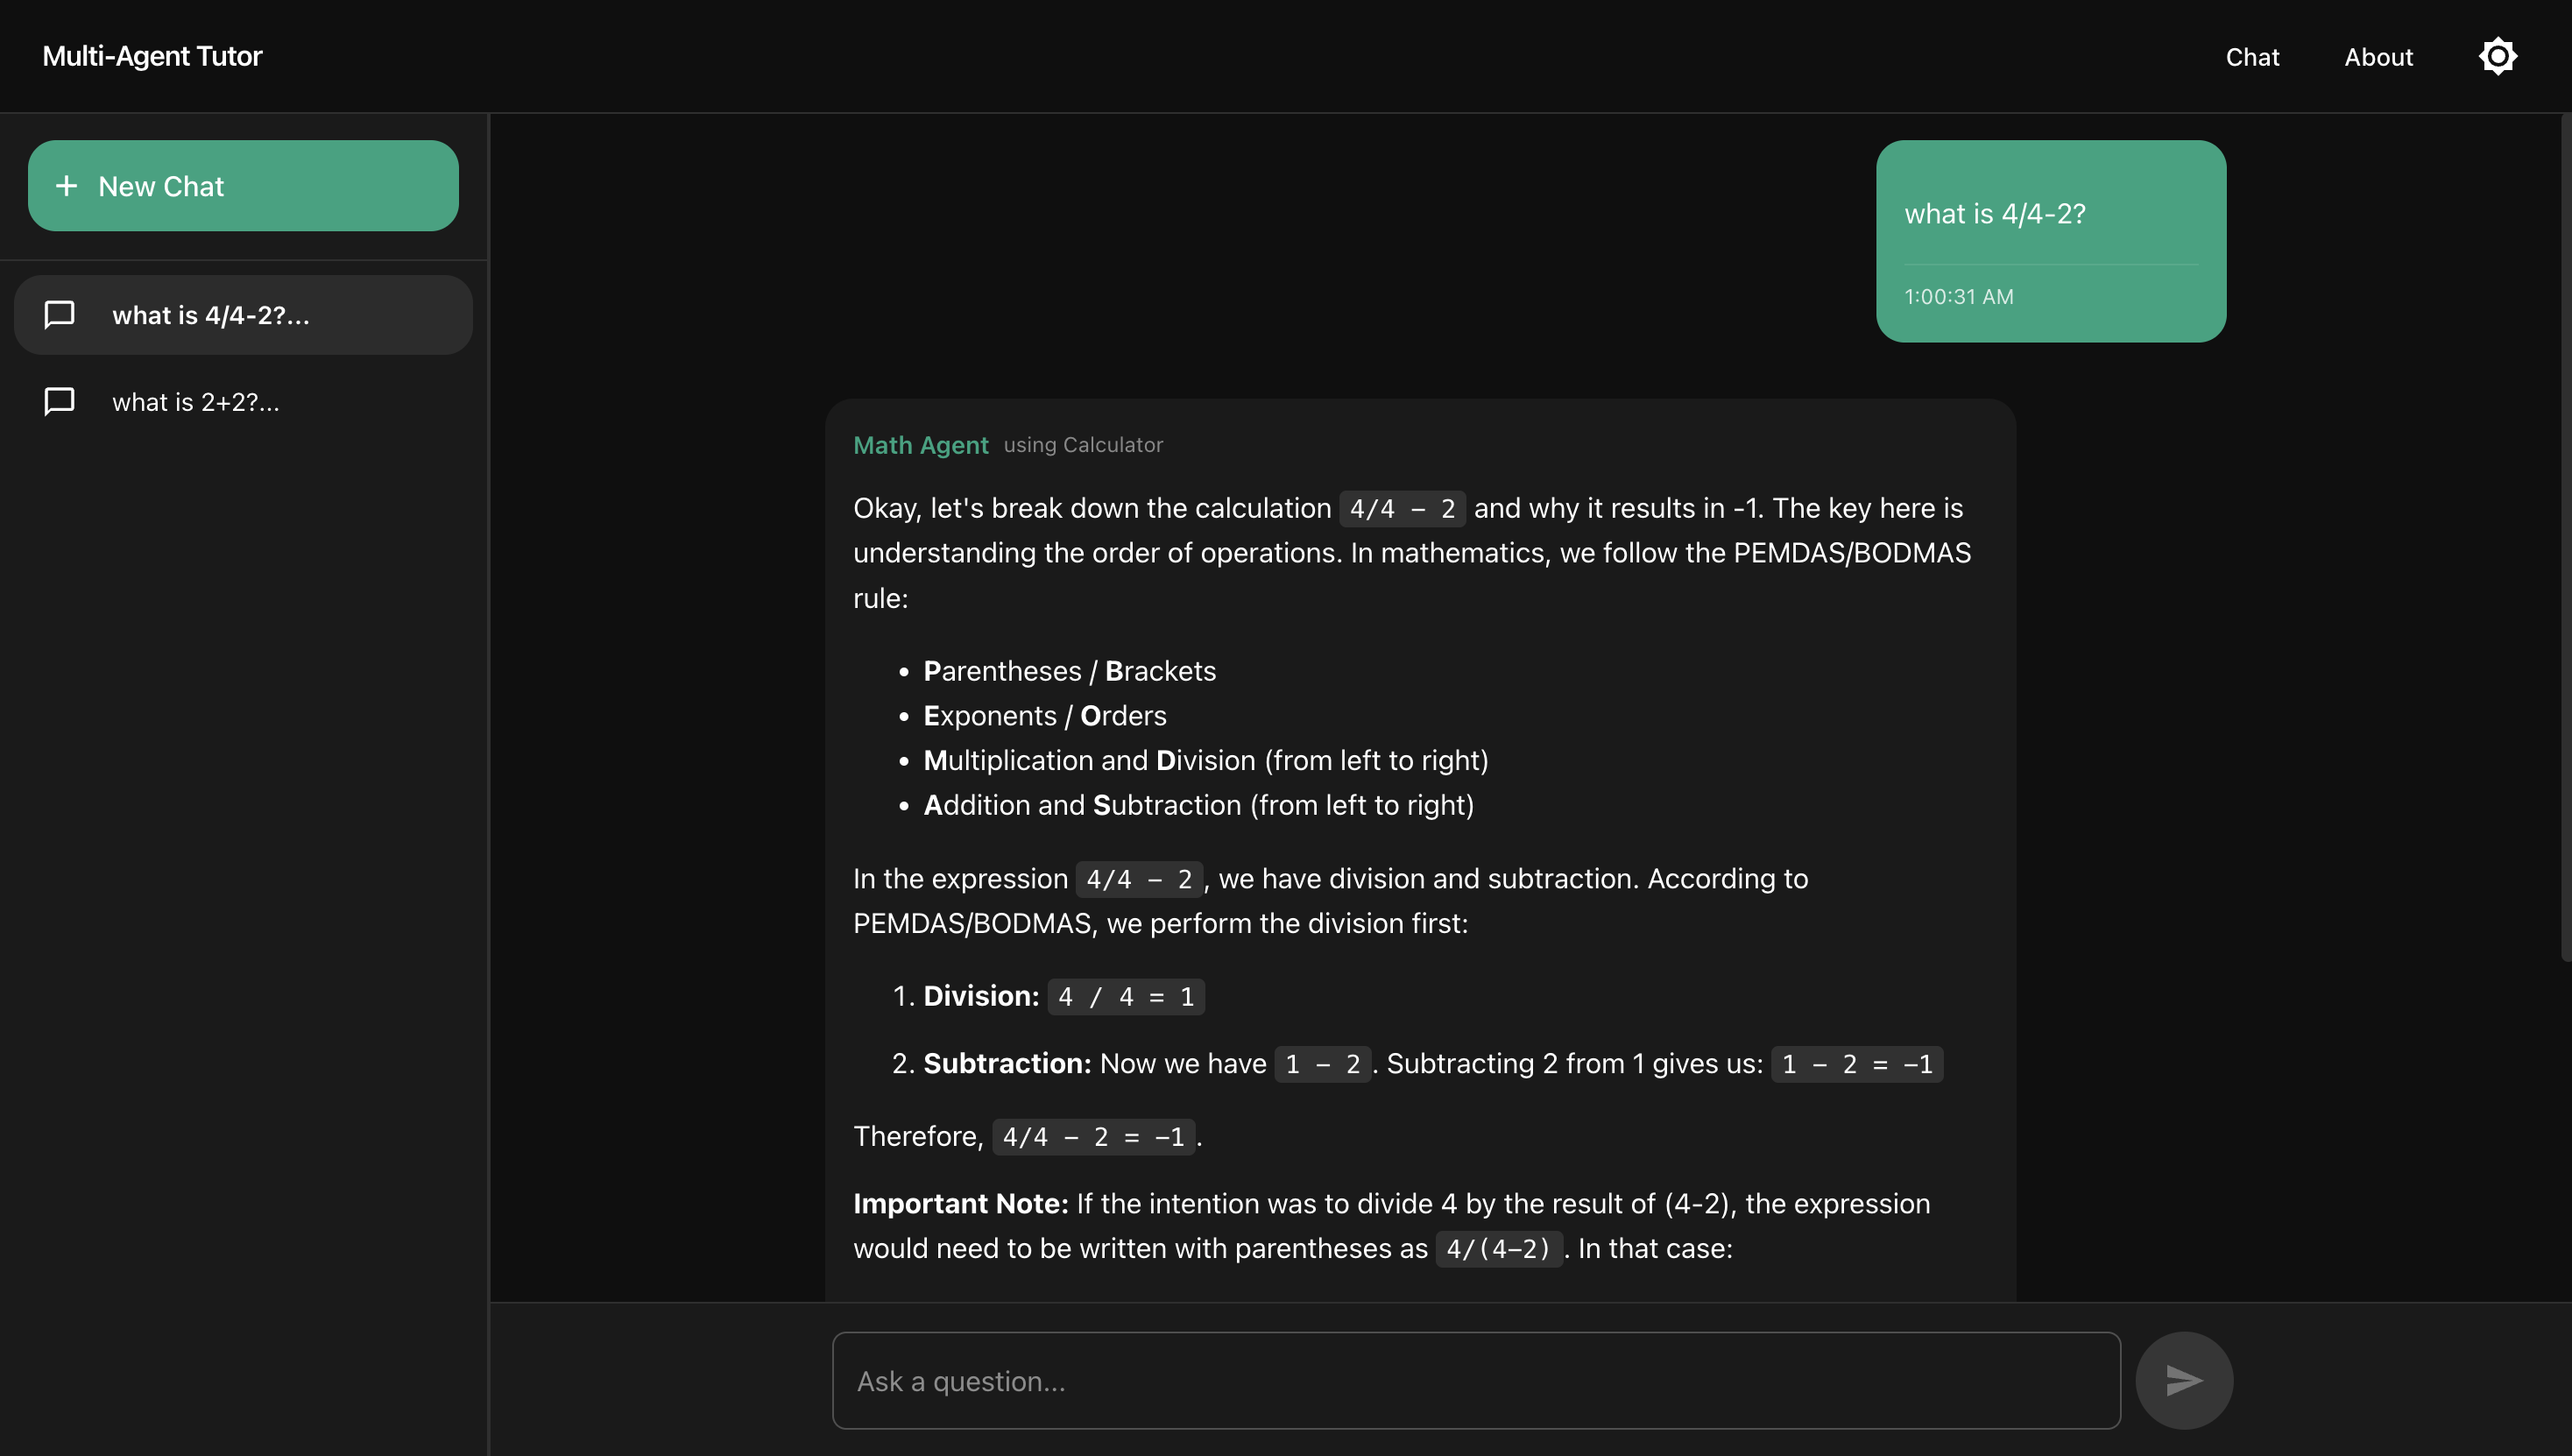 Multi-Agent Tutor
Chat
About
+ New Chat
what is 4/4-2?...
what is 2+2?...
what is 4/4-2?
1:00:31 AM
Math Agent using Calculator
Okay, let's break down the calculation 4/4 - 2 and why it results in -1. The key here is
understanding the order of operations. In mathematics, we follow the PEMDAS/BODMAS
rule:
• Parentheses / Brackets
• Exponents / Orders
• Multiplication and Division (from left to right)
• Addition and Subtraction (from left to right)
In the expression 4/4 - 2, we have division and subtraction. According to
PEMDAS/BODMAS, we perform the division first:
1. Division: 4 / 4 = 1
2. Subtraction: Now we have 1 - 2. Subtracting 2 from 1 gives us: 1 - 2 = -1
Therefore, 4/4 - 2 = -1.
Important Note: If the intention was to divide 4 by the result of (4-2), the expression
would need to be written with parentheses as 4/(4-2). In that case:
Ask a question...